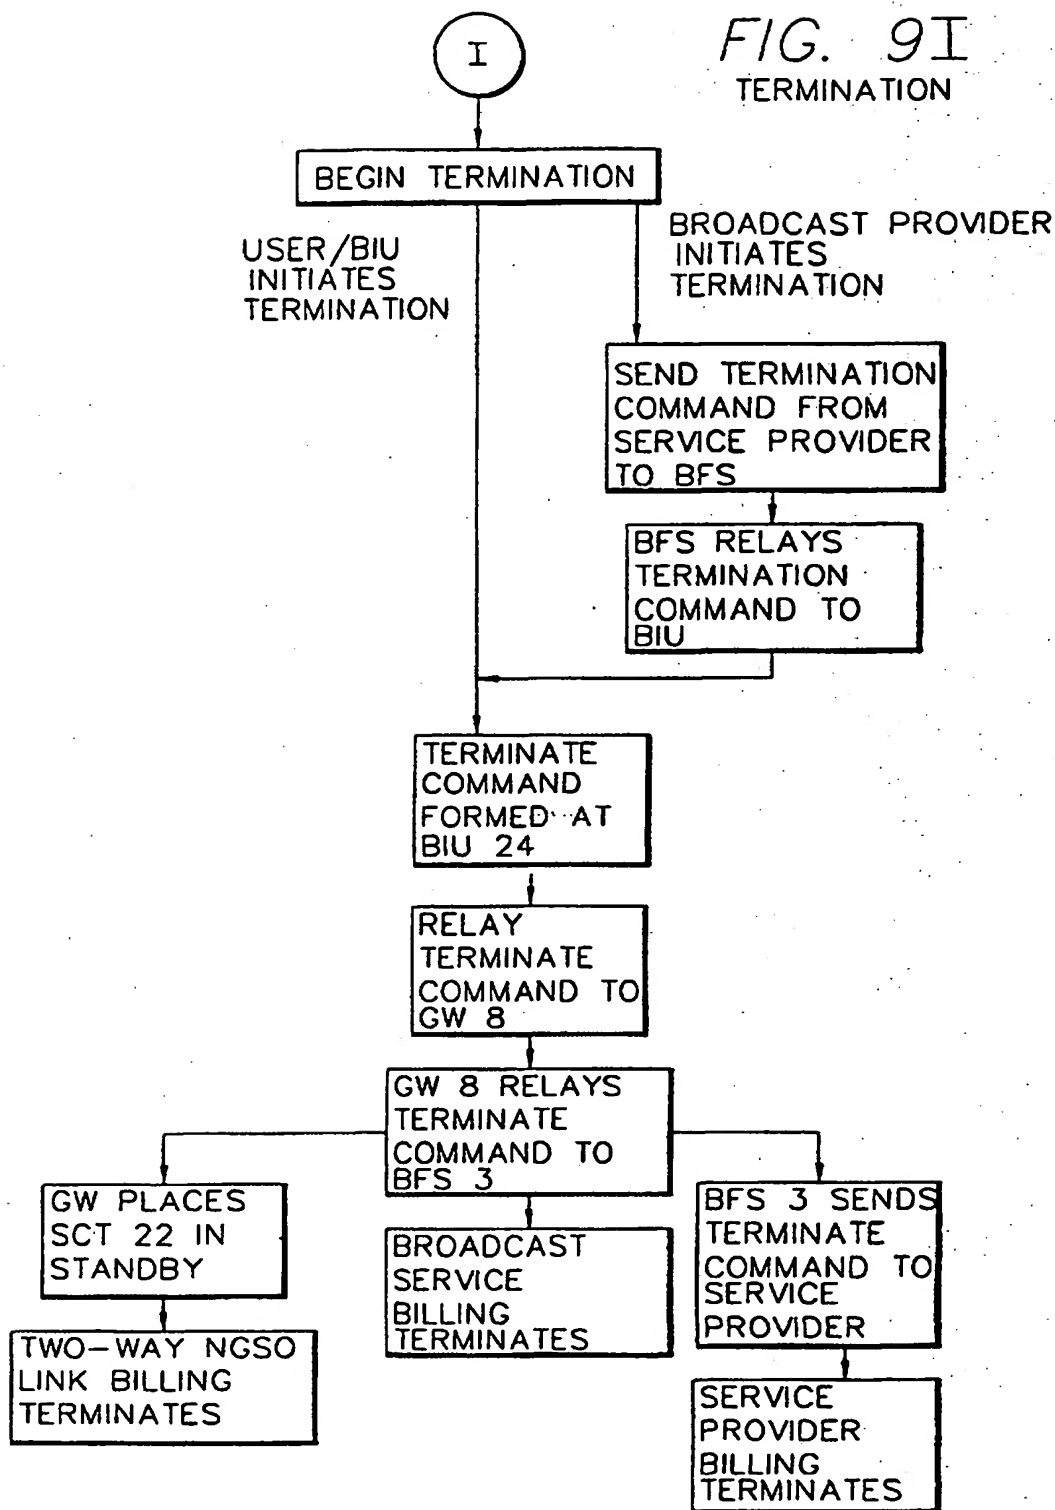 I
FIG. 9I
TERMINATION
BEGIN TERMINATION
USER/BIU
INITIATES
TERMINATION
BROADCAST PROVIDER
INITIATES
TERMINATION
SEND TERMINATION
COMMAND FROM
SERVICE PROVIDER
TO BFS
BFS RELAYS
TERMINATION
COMMAND TO
BIU
TERMINATE
COMMAND
FORMED AT
BIU 24
RELAY
TERMINATE
COMMAND TO
GW 8
GW 8 RELAYS
TERMINATE
COMMAND TO
BFS 3
GW PLACES
SCT 22 IN
STANDBY
TWO-WAY NGSO
LINK BILLING
TERMINATES
BROADCAST
SERVICE
BILLING
TERMINATES
BFS 3 SENDS
TERMINATE
COMMAND TO
SERVICE
PROVIDER
SERVICE
PROVIDER
BILLING
TERMINATES